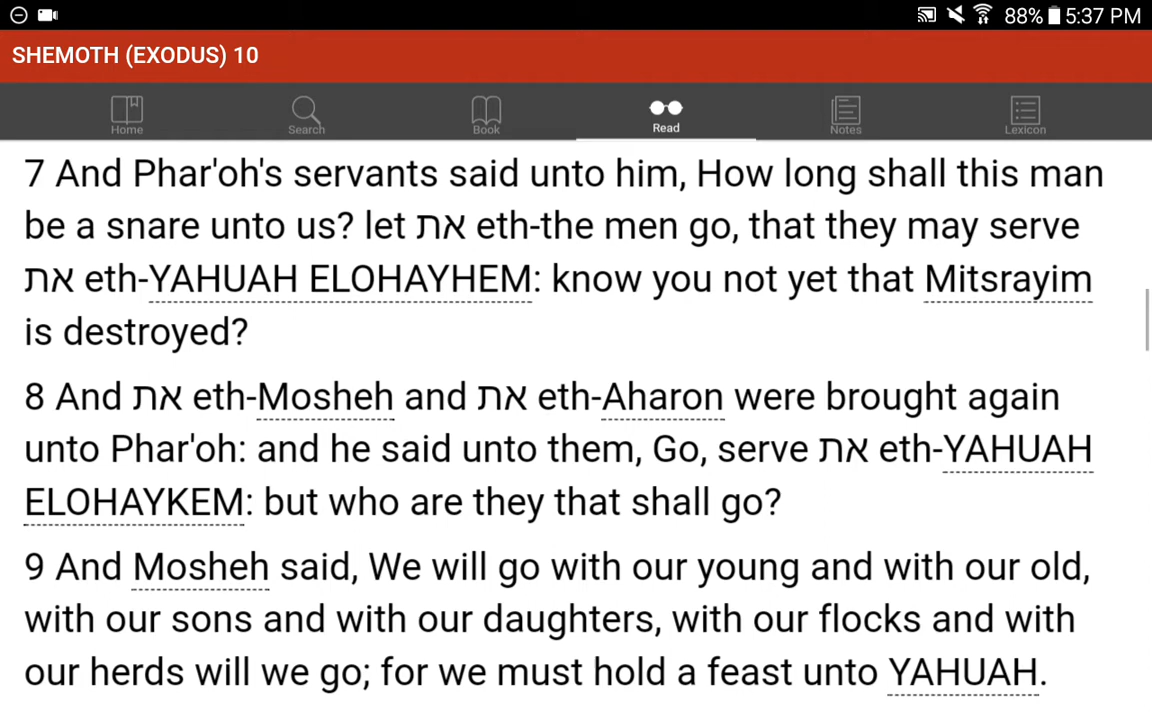 88% 5:37 PM
SHEMOTH (EXODUS) 10
Home Search Book Read Notes Lexicon
7 And Phar'oh's servants said unto him, How long shall this man
be a snare unto us? let את eth-the men go, that they may serve
את eth-YAHUAH ELOHAYHEM: know you not yet that Mitsrayim
is destroyed?
8 And את eth-Mosheh and את eth-Aharon were brought again
unto Phar'oh: and he said unto them, Go, serve את eth-YAHUAH
ELOHAYKEM: but who are they that shall go?
9 And Mosheh said, We will go with our young and with our old,
with our sons and with our daughters, with our flocks and with
our herds will we go; for we must hold a feast unto YAHUAH.